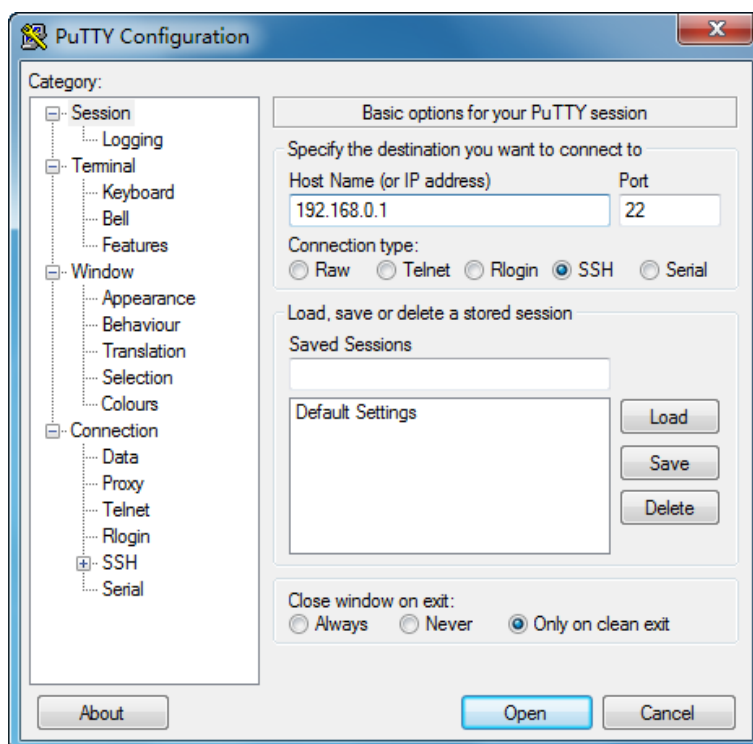 PuTTY Configuration
Category:
Session
Logging
Terminal
Keyboard
Bell
Features
Window
Appearance
Behaviour
Translation
Selection
Colours
Connection
Data
Proxy
Telnet
Rlogin
SSH
Serial
Basic options for your PuTTY session
Specify the destination you want to connect to
Host Name (or IP address) Port
192.168.0.1 22
Connection type:
Raw Telnet Rlogin SSH Serial
Load, save or delete a stored session
Saved Sessions
Default Settings
Load
Save
Delete
Close window on exit:
Always Never Only on clean exit
About Open Cancel